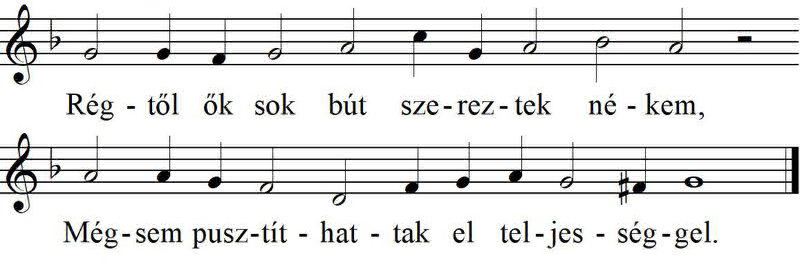 Rég - től ők sok bút sze - rez - tek né - kem,
Még - sem pusz - tít - hat - tak el tel - jes - ség - gel.